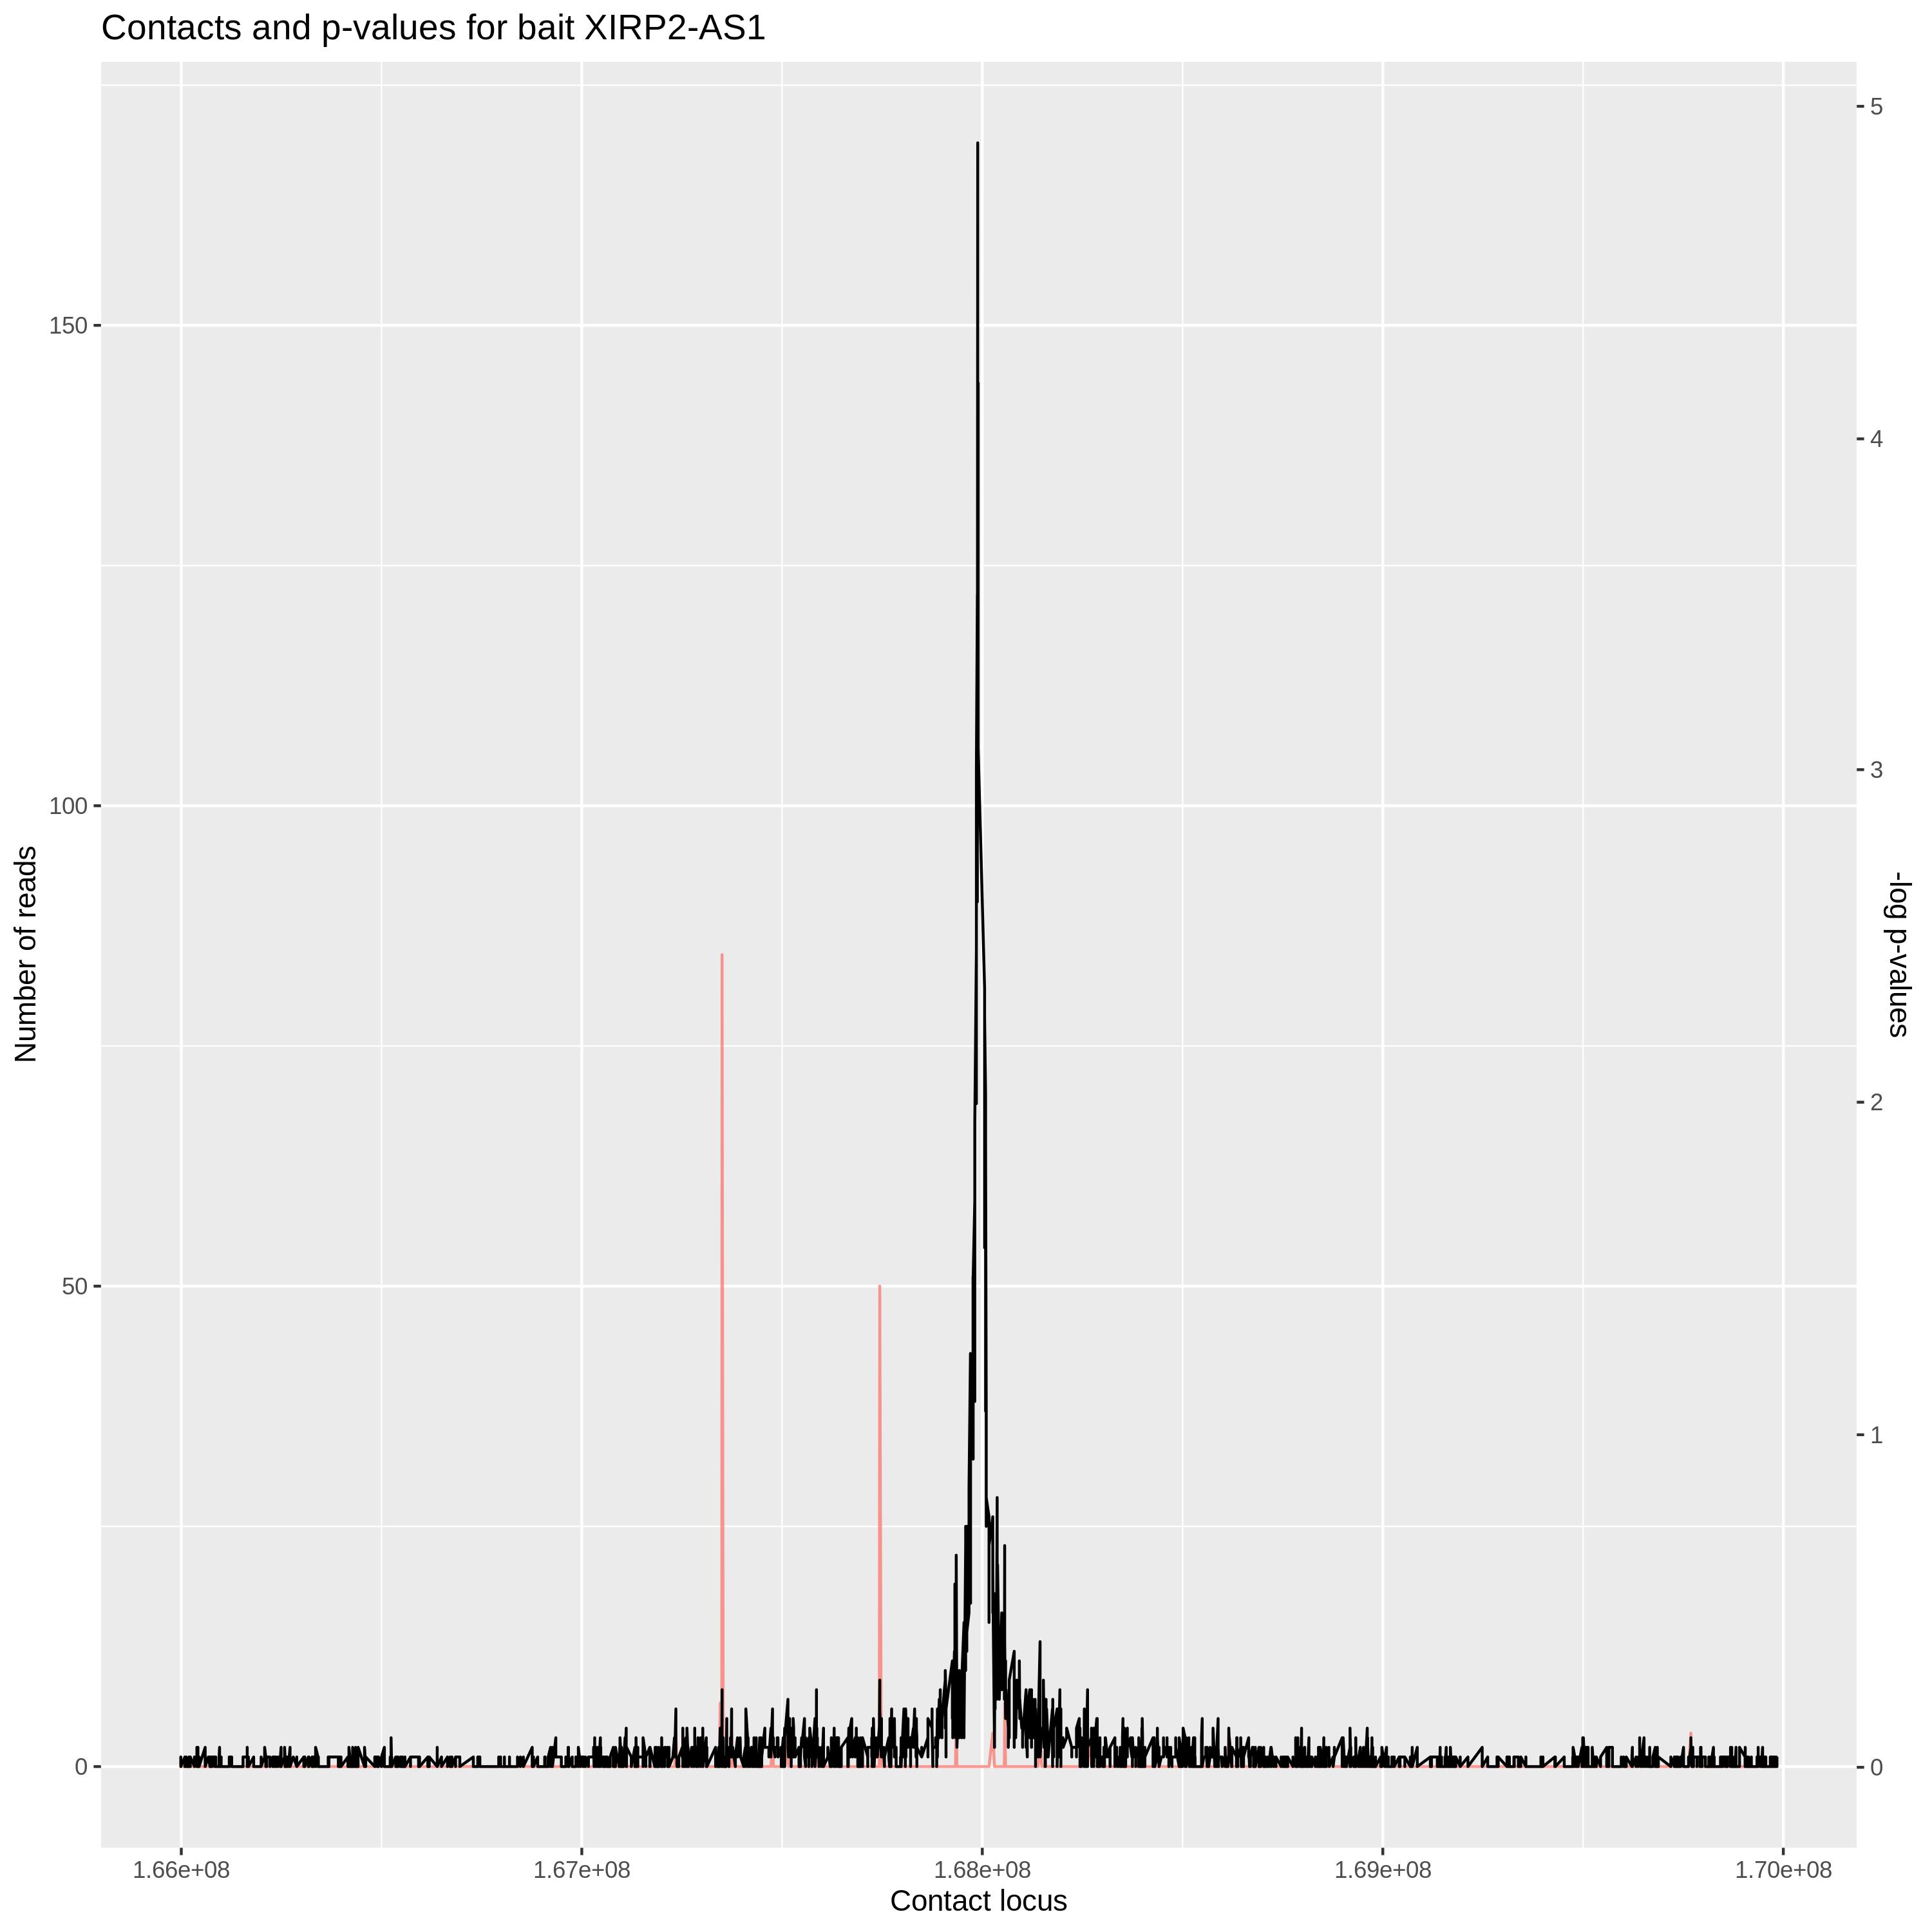 Contacts and p-values for bait XIRP2-AS1
5
150
4
100
3
Number of reads
-log p-values
2
50
1
0
0
1.66e+08 1.67e+08 1.68e+08 1.69e+08 1.70e+08
Contact locus